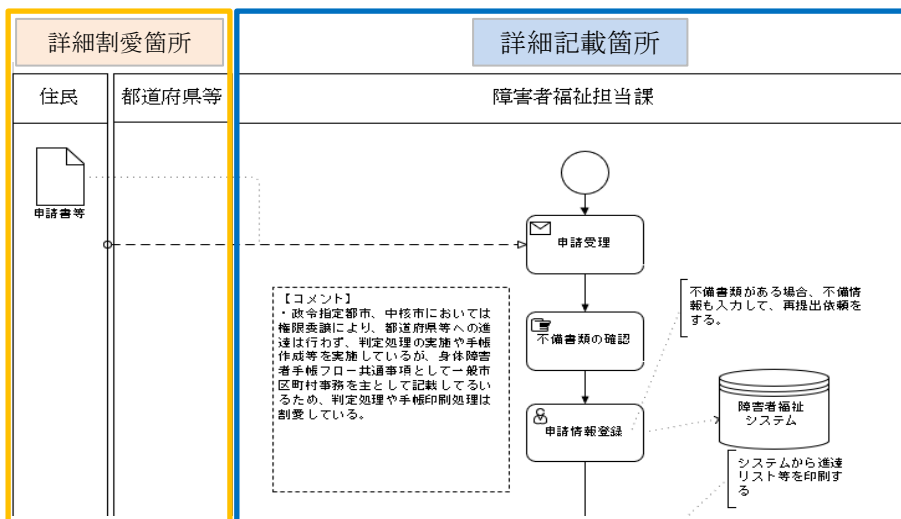 詳細割愛箇所
詳細記載箇所
住民
都道府県等
障害者福祉担当課
申請書等
申請受理
【コメント】
・政令指定都市、中核市においては
権限委譲により、都道府県等への進
達は行わず、判定処理の実施や手帳
作成等を実施しているが、身体障害
者手帳フロー共通事項として一般市
区町村事務を主として記載してるい
るため、判定処理や手帳印刷処理は
割愛している。
不備書類の確認
不備書類がある場合、不備情
報も入力して、再提出依頼を
をする。
申請情報登録
障害者福祉
システム
システムから進達
リスト等を印刷す
る